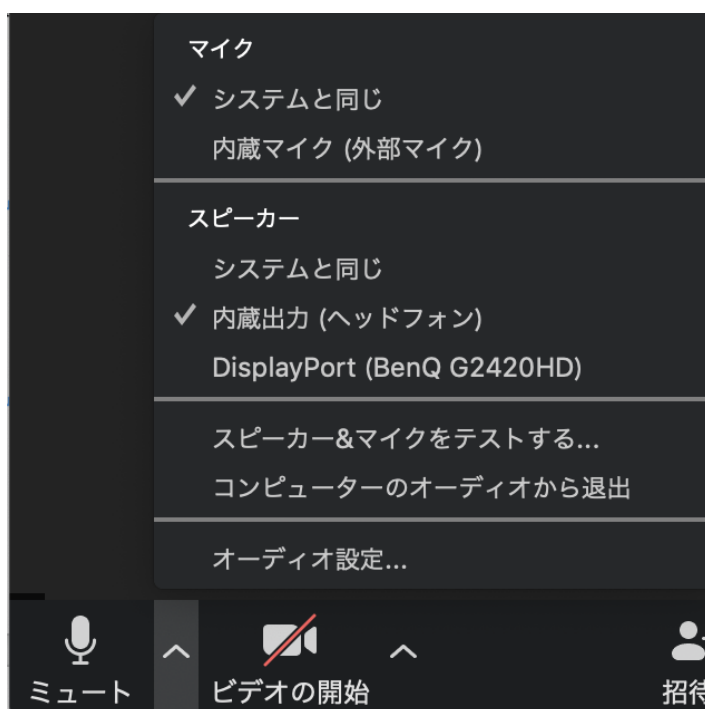 マイク
システムと同じ
内蔵マイク (外部マイク)
スピーカー
システムと同じ
内蔵出力 (ヘッドフォン)
DisplayPort (BenQ G2420HD)
スピーカー&マイクをテストする...
コンピューターのオーディオから退出
オーディオ設定...
ミュート ビデオの開始 招待